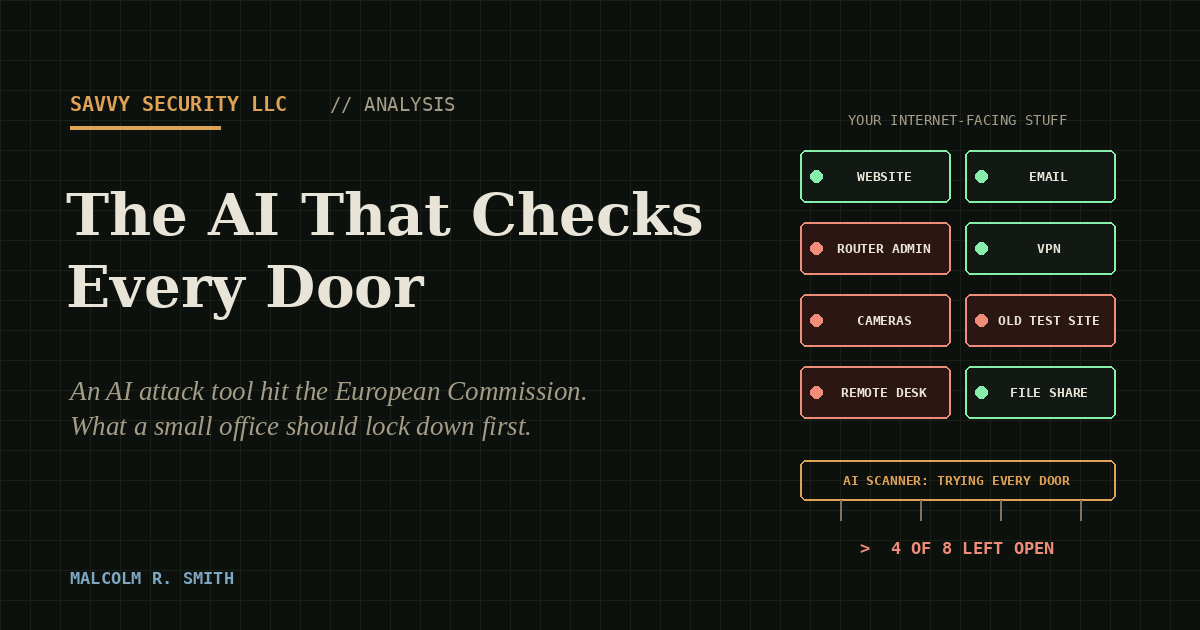 SAVVY SECURITY LLC // ANALYSIS
The AI That Checks
Every Door
An AI attack tool hit the European Commission.
What a small office should lock down first.
MALCOLM R. SMITH
YOUR INTERNET-FACING STUFF
WEBSITE EMAIL
ROUTER ADMIN VPN
CAMERAS OLD TEST SITE
REMOTE DESK FILE SHARE
AI SCANNER: TRYING EVERY DOOR
> 4 OF 8 LEFT OPEN